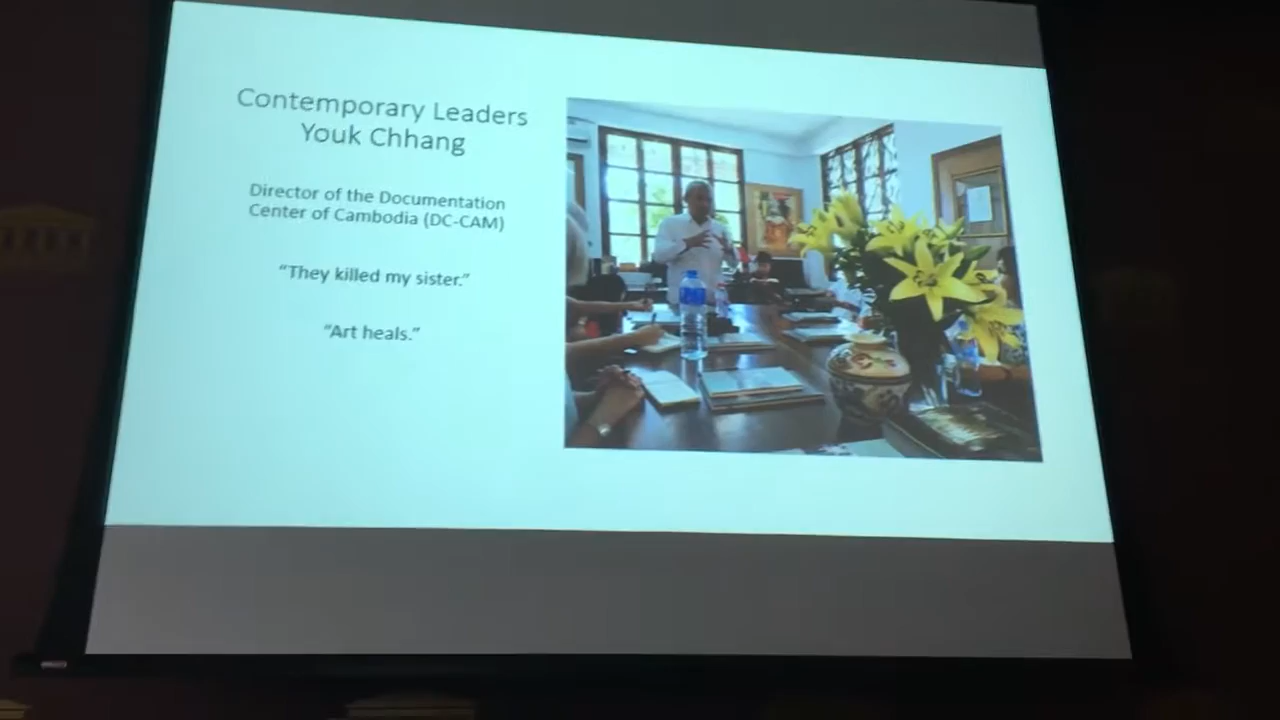 Contemporary Leaders
Youk Chhang
Director of the Documentation
Center of Cambodia (DC-CAM)
“They killed my sister.”
“Art heals.”